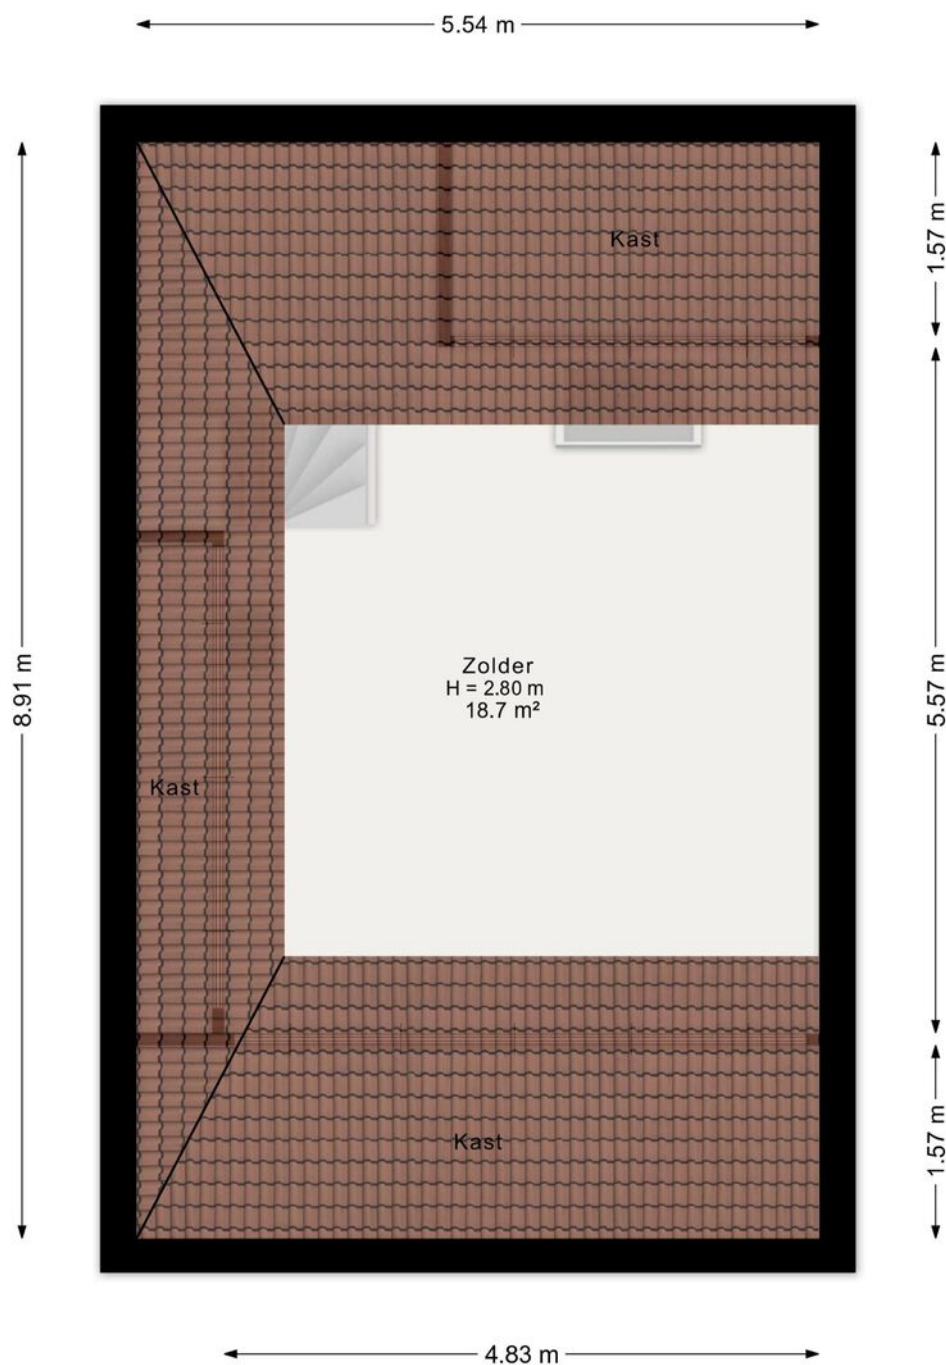 5.54 m
1.57 m
Kast
8.91 m
Zolder
H = 2.80 m
18.7 m²
5.57 m
Kast
Kast
1.57 m
4.83 m